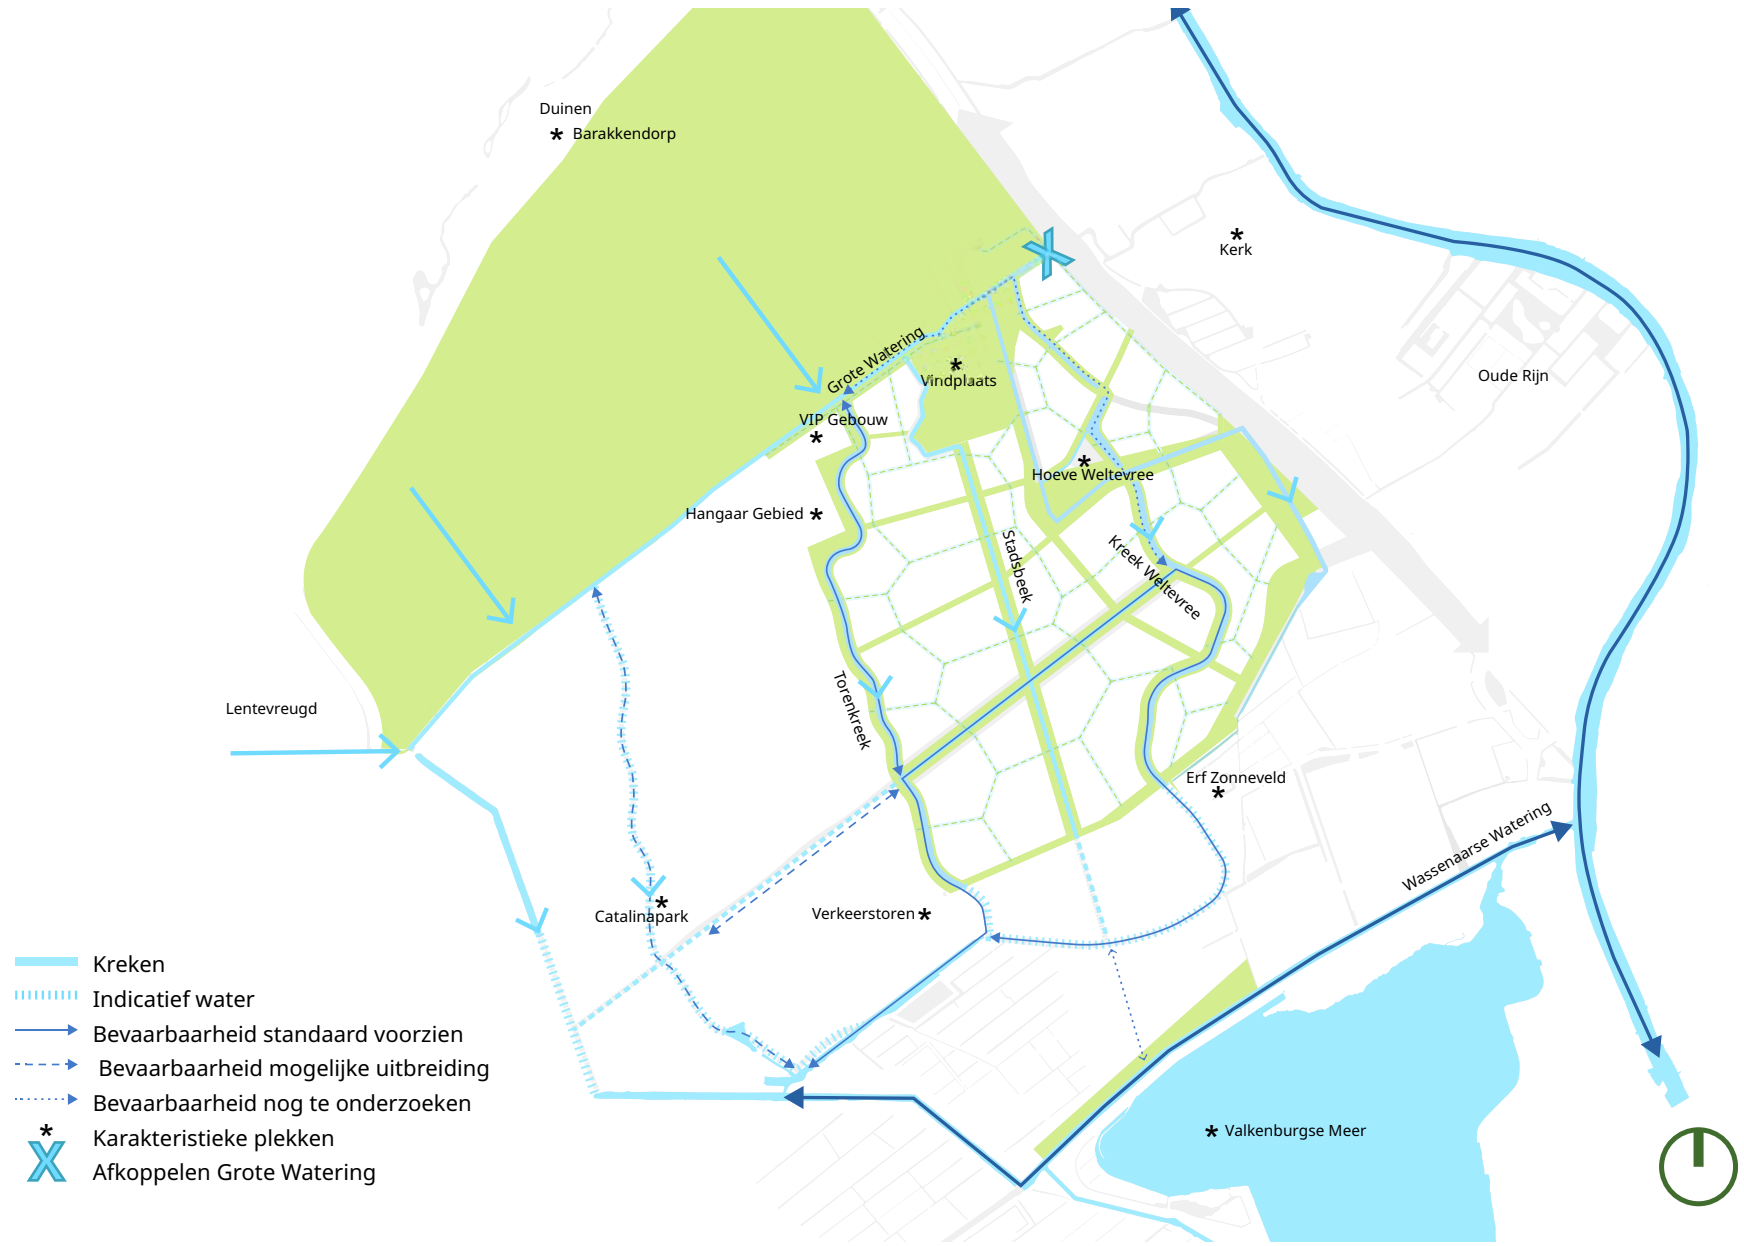 Duinen
* Barakkendorp
*
Kerk
Grote Watering
*
Vindplaats
Oude Rijn
VIP Gebouw
*
*
Hoeve Weltevree
Hangaar Gebied *
Stadsbeek
Kreek Weltevree
Torenkreek
Lentevreugd
Erf Zonneveld
*
Wassenaarse Watering
*
Catalinapark
Verkeerstoren *
Kreken
Indicatief water
Bevaarbaarheid standaard voorzien
Bevaarbaarheid mogelijke uitbreiding
Bevaarbaarheid nog te onderzoeken
* Karakteristieke plekken
X Afkoppelen Grote Watering
* Valkenburgse Meer